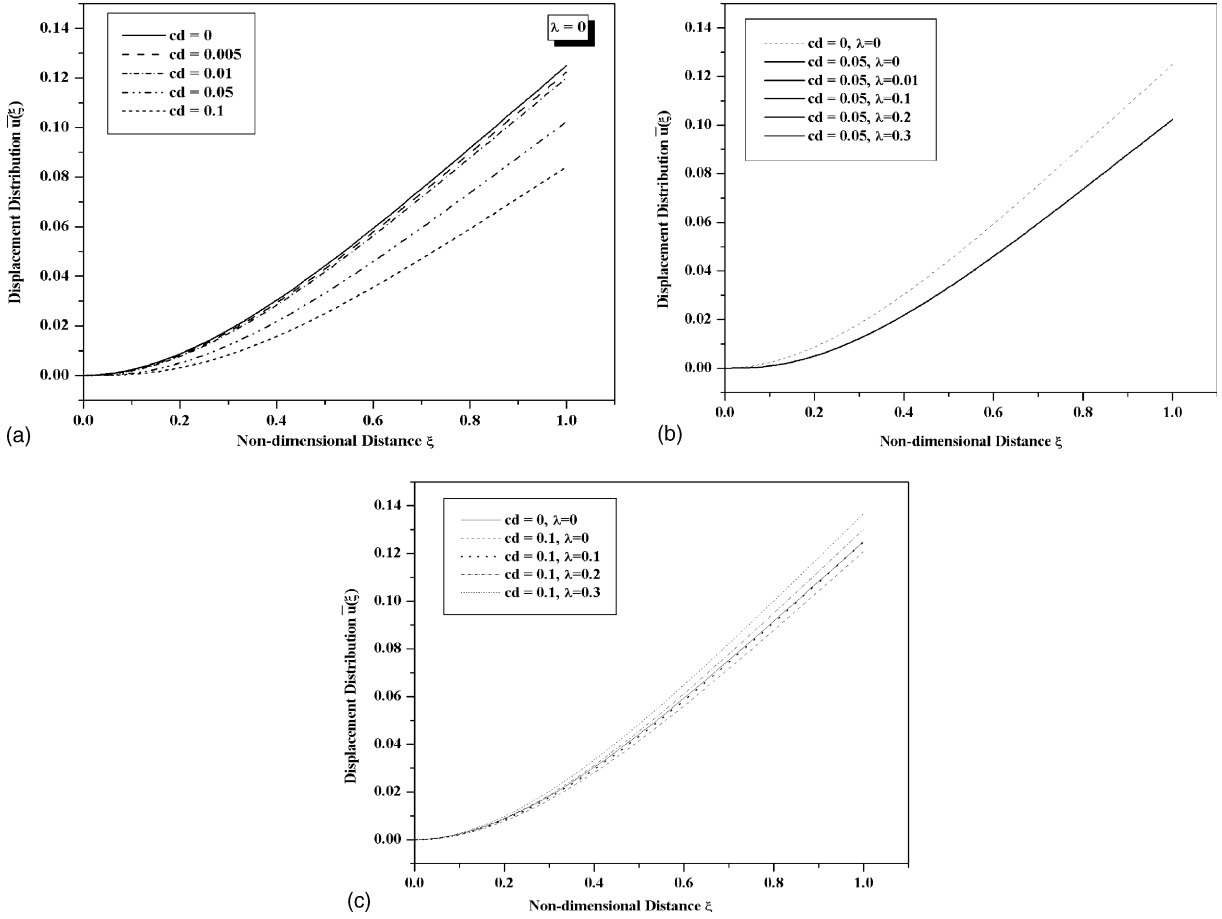 0.14
0.12
0.10
0.08
0.06
0.04
0.02
0.00
Displacement Distribution u̅(ξ)
cd = 0
cd = 0.005
cd = 0.01
cd = 0.05
cd = 0.1
λ = 0
0.0 0.2 0.4 0.6 0.8 1.0
Non-dimensional Distance ξ
(a)
0.14
0.12
0.10
0.08
0.06
0.04
0.02
0.00
Displacement Distribution u̅(ξ)
cd = 0, λ=0
cd = 0.05, λ=0
cd = 0.05, λ=0.01
cd = 0.05, λ=0.1
cd = 0.05, λ=0.2
cd = 0.05, λ=0.3
0.0 0.2 0.4 0.6 0.8 1.0
Non-dimensional Distance ξ
(b)
0.14
0.12
0.10
0.08
0.06
0.04
0.02
0.00
Displacement Distribution u̅(ξ)
cd = 0, λ=0
cd = 0.1, λ=0
cd = 0.1, λ=0.1
cd = 0.1, λ=0.2
cd = 0.1, λ=0.3
0.0 0.2 0.4 0.6 0.8 1.0
Non-dimensional Distance ξ
(c)